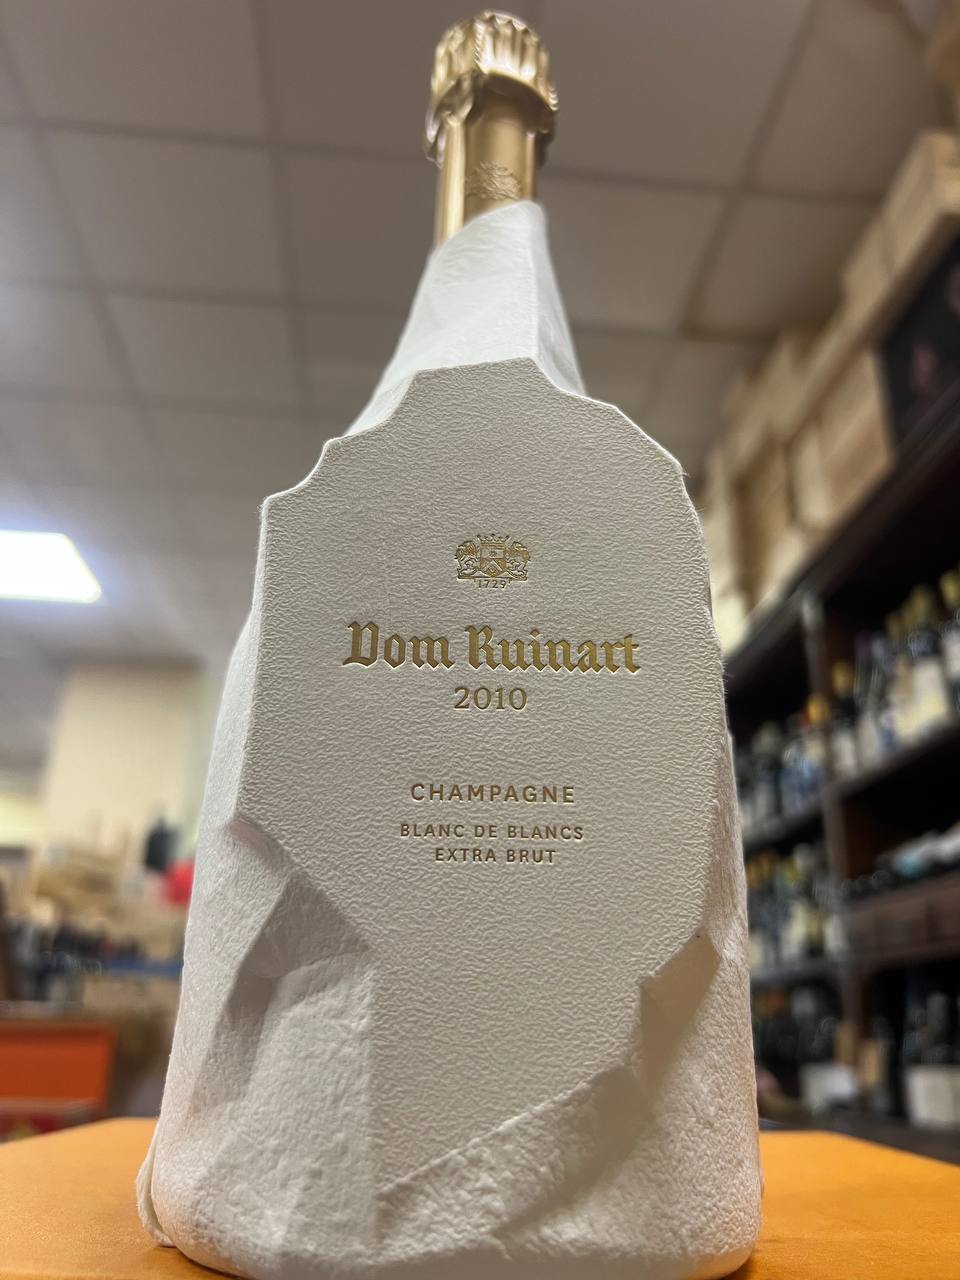 1729
Dom Ruinart
2010
CHAMPAGNE
BLANC DE BLANCS
EXTRA BRUT